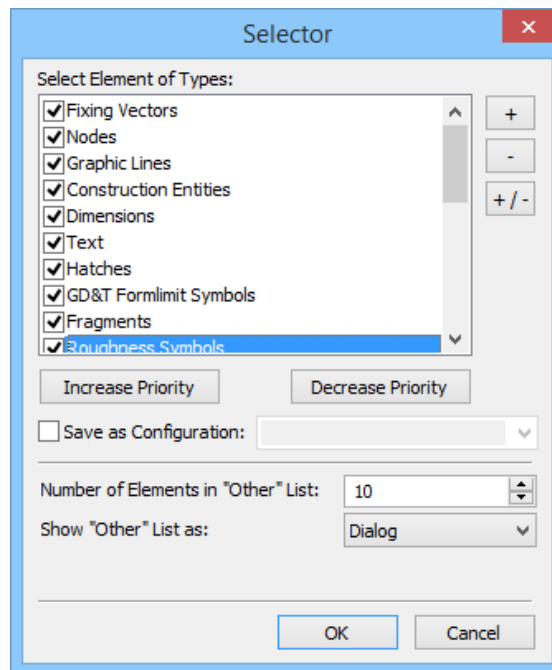 Selector
Select Element of Types:
Fixing Vectors
Nodes
Graphic Lines
Construction Entities
Dimensions
Text
Hatches
GD&T Formlimit Symbols
Fragments
Roughness Symbols
+
-
+ / -
Increase Priority
Decrease Priority
Save as Configuration:
Number of Elements in "Other" List: 10
Show "Other" List as: Dialog
OK
Cancel